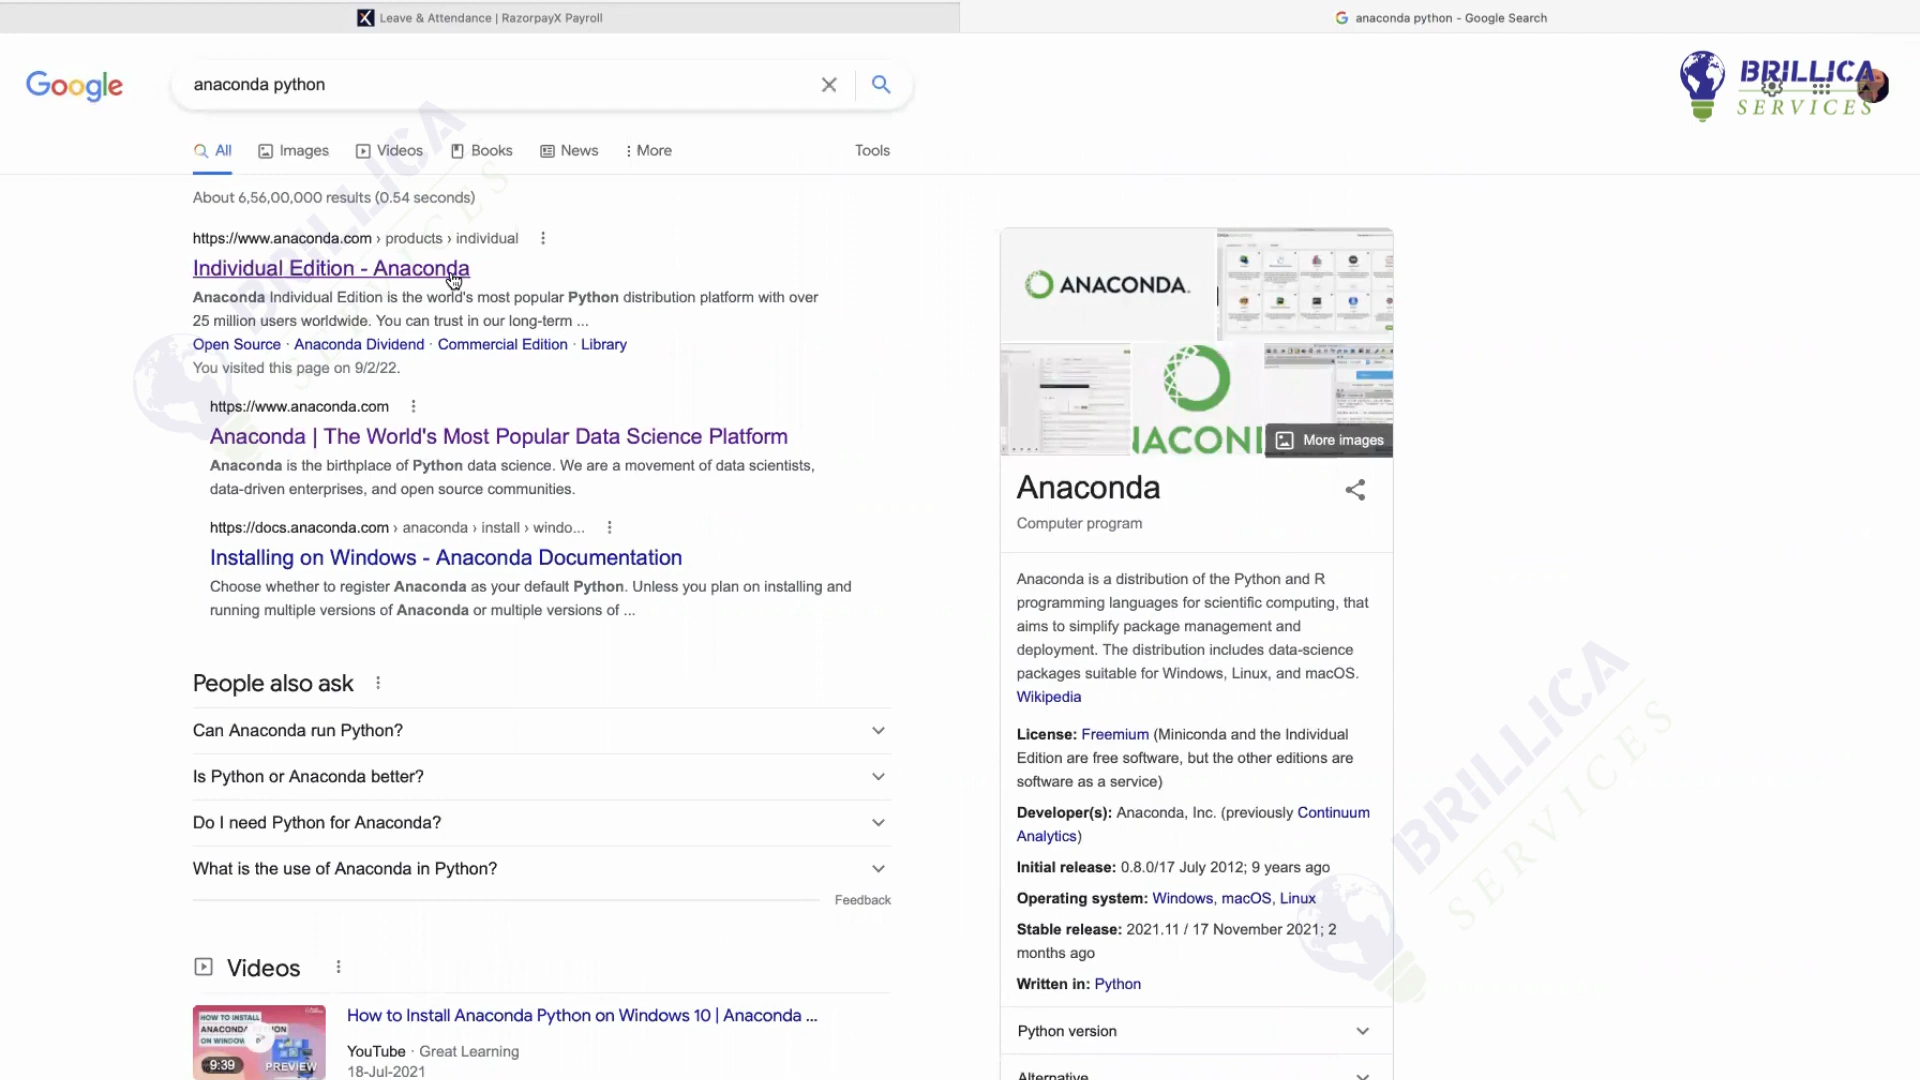 Leave & Attendance | RazorpayX Payroll
anaconda python - Google Search
Google
anaconda python
BRILLICA
SERVICES
All
Images
Videos
Books
News
More
Tools
About 6,56,00,000 results (0.54 seconds)
https://www.anaconda.com › products › individual
Individual Edition - Anaconda
Anaconda Individual Edition is the world's most popular Python distribution platform with over
25 million users worldwide. You can trust in our long-term ...
Open Source · Anaconda Dividend · Commercial Edition · Library
You visited this page on 9/2/22.
https://www.anaconda.com
Anaconda | The World's Most Popular Data Science Platform
Anaconda is the birthplace of Python data science. We are a movement of data scientists,
data-driven enterprises, and open source communities.
https://docs.anaconda.com › anaconda › install › windo...
Installing on Windows - Anaconda Documentation
Choose whether to register Anaconda as your default Python. Unless you plan on installing and
running multiple versions of Anaconda or multiple versions of ...
People also ask
Can Anaconda run Python?
Is Python or Anaconda better?
Do I need Python for Anaconda?
What is the use of Anaconda in Python?
Feedback
Videos
HOW TO INSTALL
ANACONDA PYTHON
ON WINDOW
9:39
PREVIEW
How to Install Anaconda Python on Windows 10 | Anaconda ...
YouTube · Great Learning
18-Jul-2021
ANACONDA.
NACONI
More images
Anaconda
Computer program
Anaconda is a distribution of the Python and R
programming languages for scientific computing, that
aims to simplify package management and
deployment. The distribution includes data-science
packages suitable for Windows, Linux, and macOS.
Wikipedia
License: Freemium (Miniconda and the Individual
Edition are free software, but the other editions are
software as a service)
Developer(s): Anaconda, Inc. (previously Continuum
Analytics)
Initial release: 0.8.0/17 July 2012; 9 years ago
Operating system: Windows, macOS, Linux
Stable release: 2021.11 / 17 November 2021; 2
months ago
Written in: Python
Python version
Alternative
BRILLICA
SERVICES
BRILLICA
SERVICES